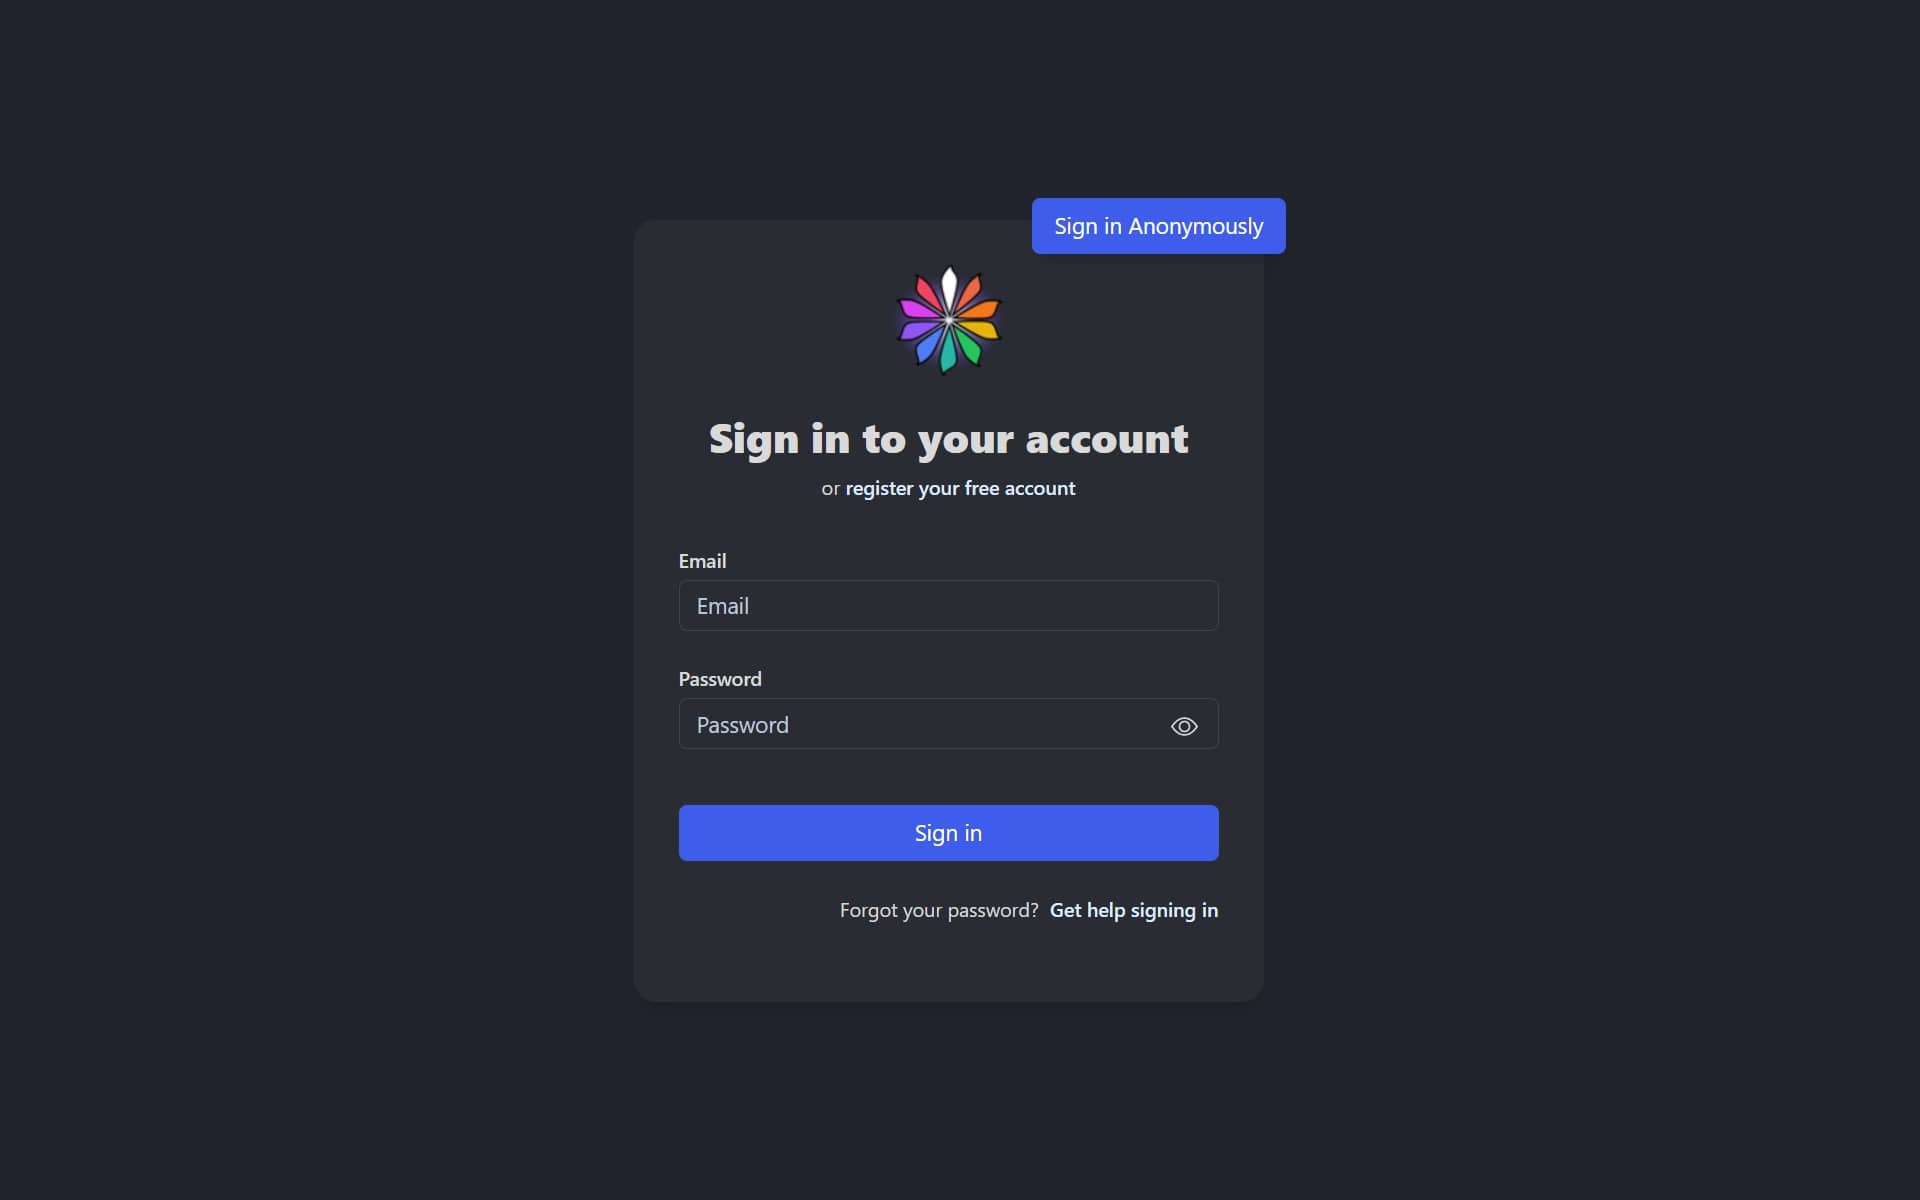 Sign in Anonymously
Sign in to your account
or register your free account
Email
Email
Password
Password
Sign in
Forgot your password? Get help signing in